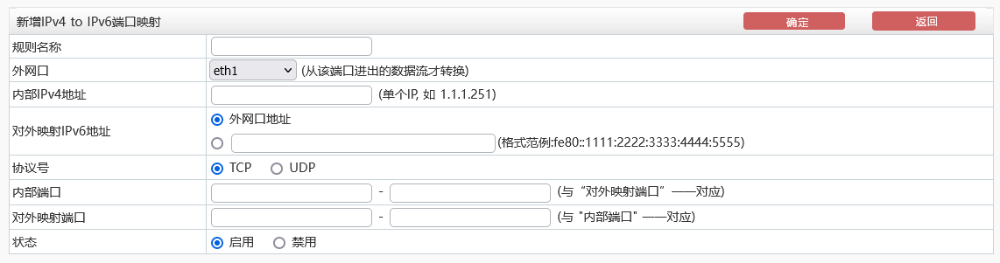 新增IPv4 to IPv6端口映射 确定 返回
规则名称
外网口 eth1 (从该端口进出的数据流才转换)
内部IPv4地址 (单个IP, 如 1.1.1.251)
对外映射IPv6地址 外网口地址
(格式范例:fe80::1111:2222:3333:4444:5555)
协议号 TCP UDP
内部端口 - (与“对外映射端口”一一对应)
对外映射端口 - (与 "内部端口" 一一对应)
状态 启用 禁用